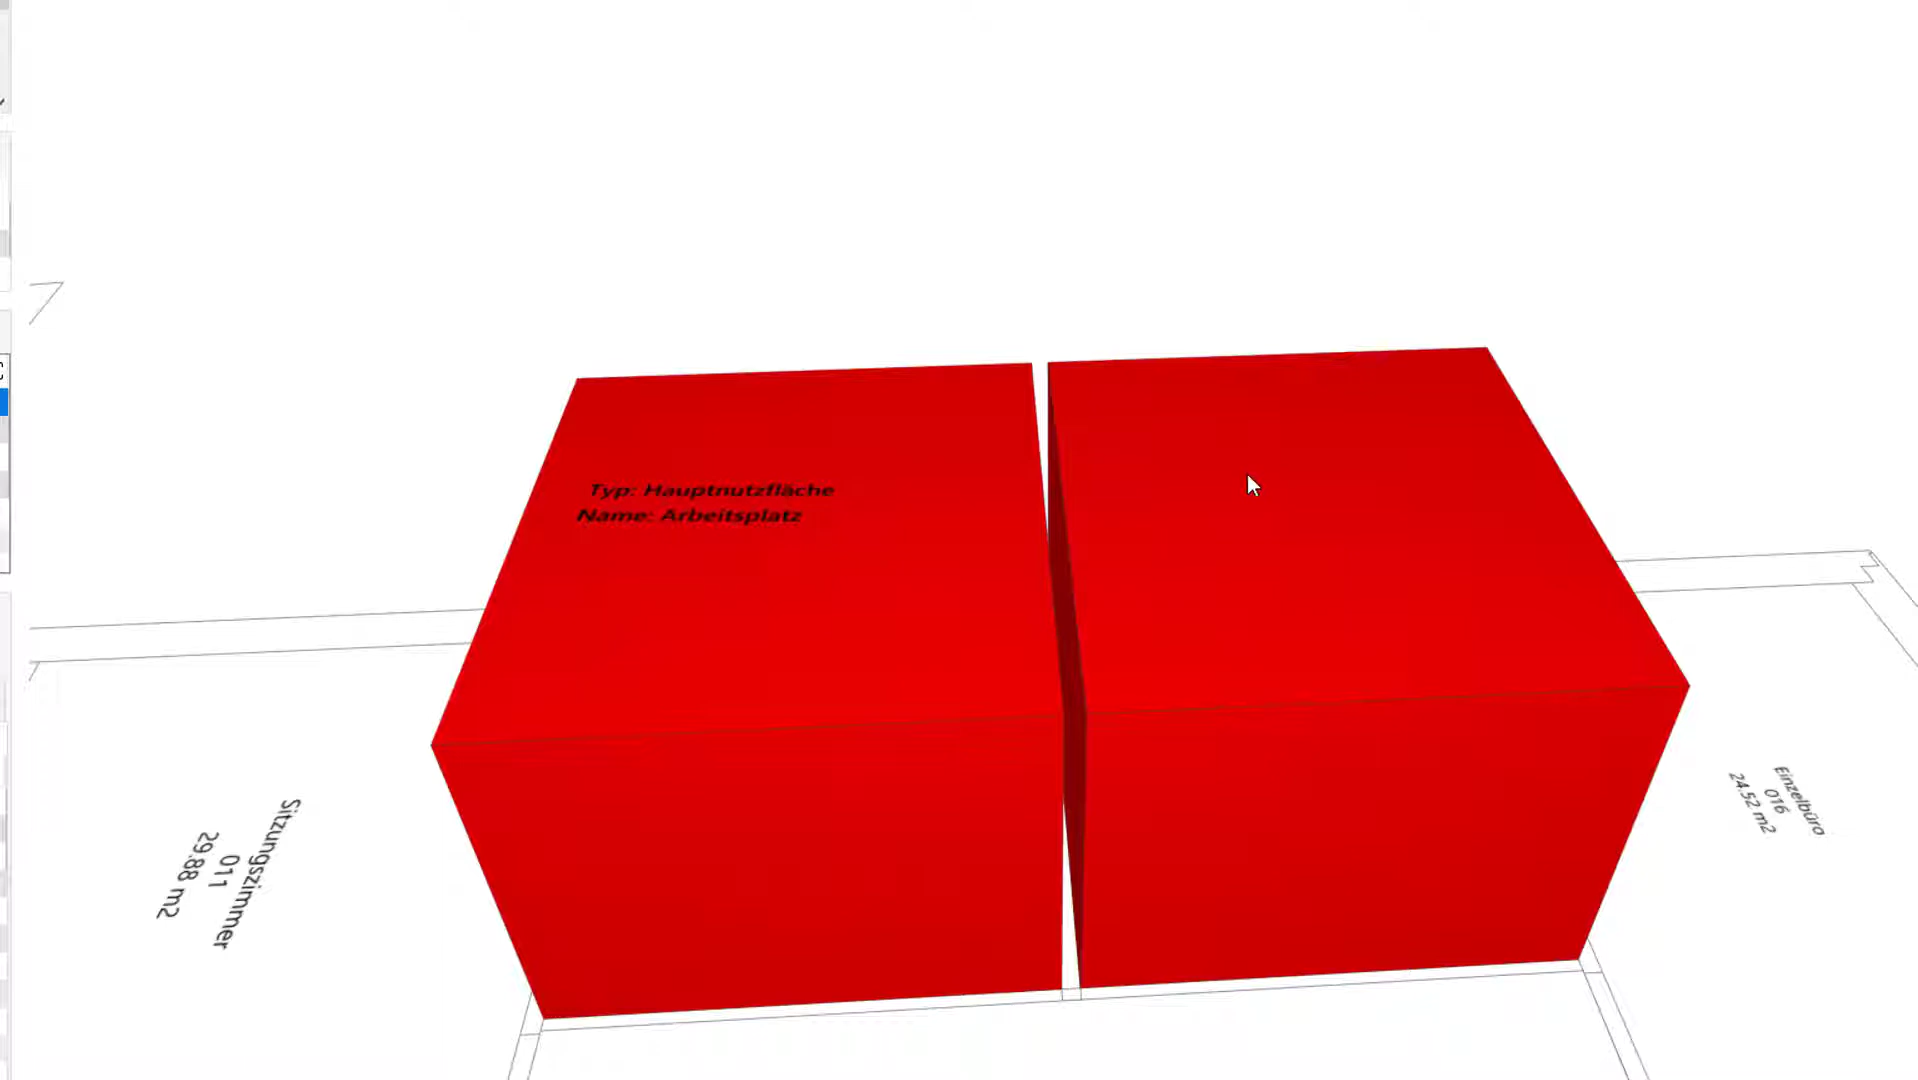 Typ: Hauptnutzfläche
Name: Arbeitsplatz
Sitzungszimmer
011
29.88 m2
Einzelbüro
016
24.52 m2